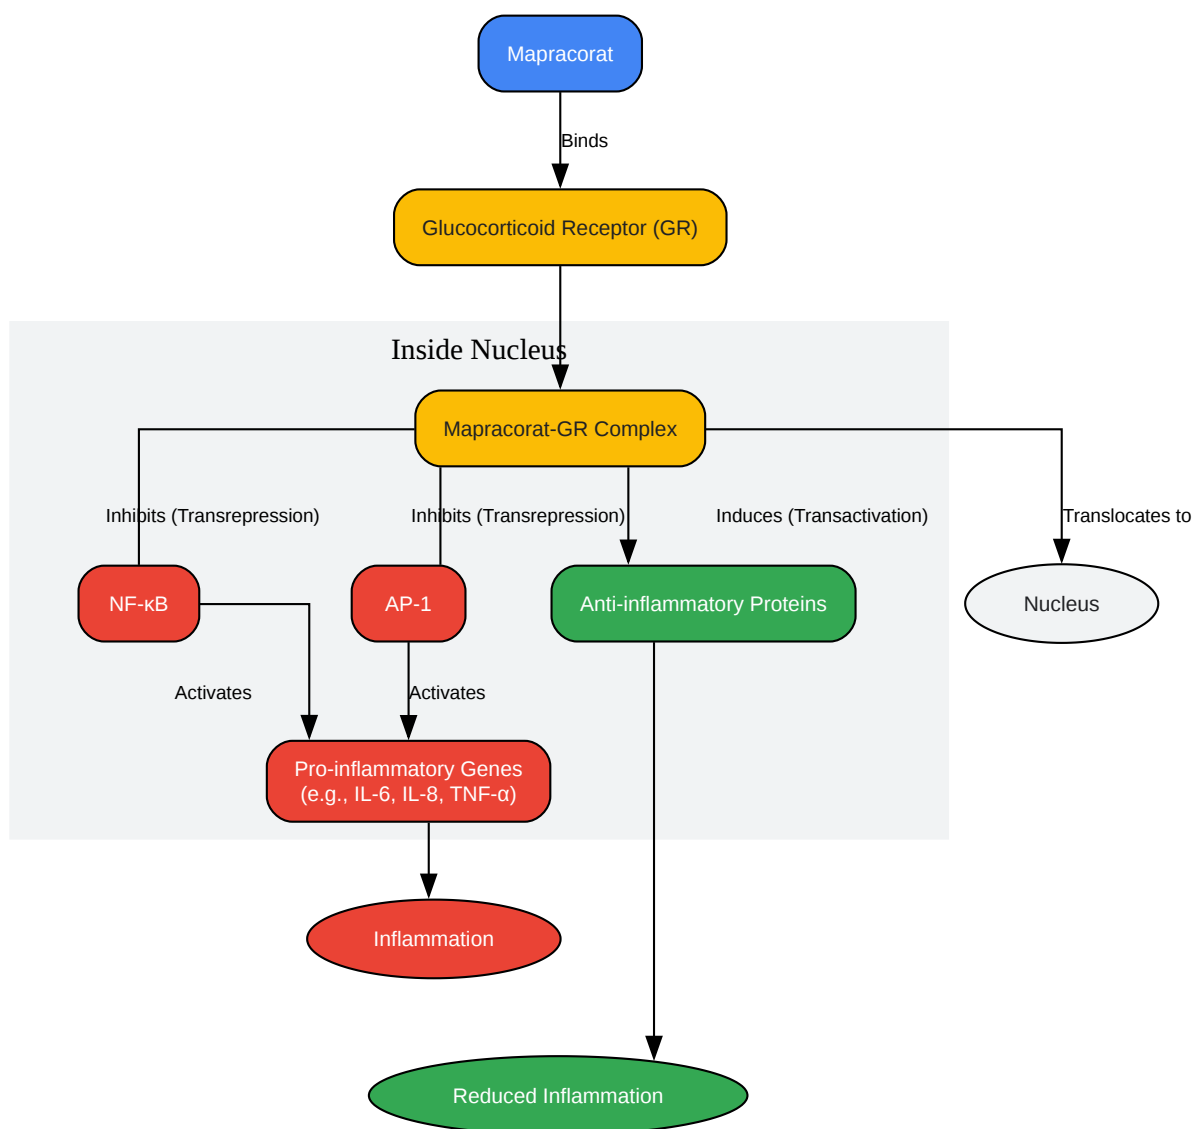 Mapracorat
Binds
Glucocorticoid Receptor (GR)
Inside Nucleus
Mapracorat-GR Complex
Inhibits (Transrepression)
Inhibits (Transrepression)
Induces (Transactivation)
Translocates to
NF-κB
AP-1
Anti-inflammatory Proteins
Nucleus
Activates
Activates
Pro-inflammatory Genes
(e.g., IL-6, IL-8, TNF-α)
Inflammation
Reduced Inflammation